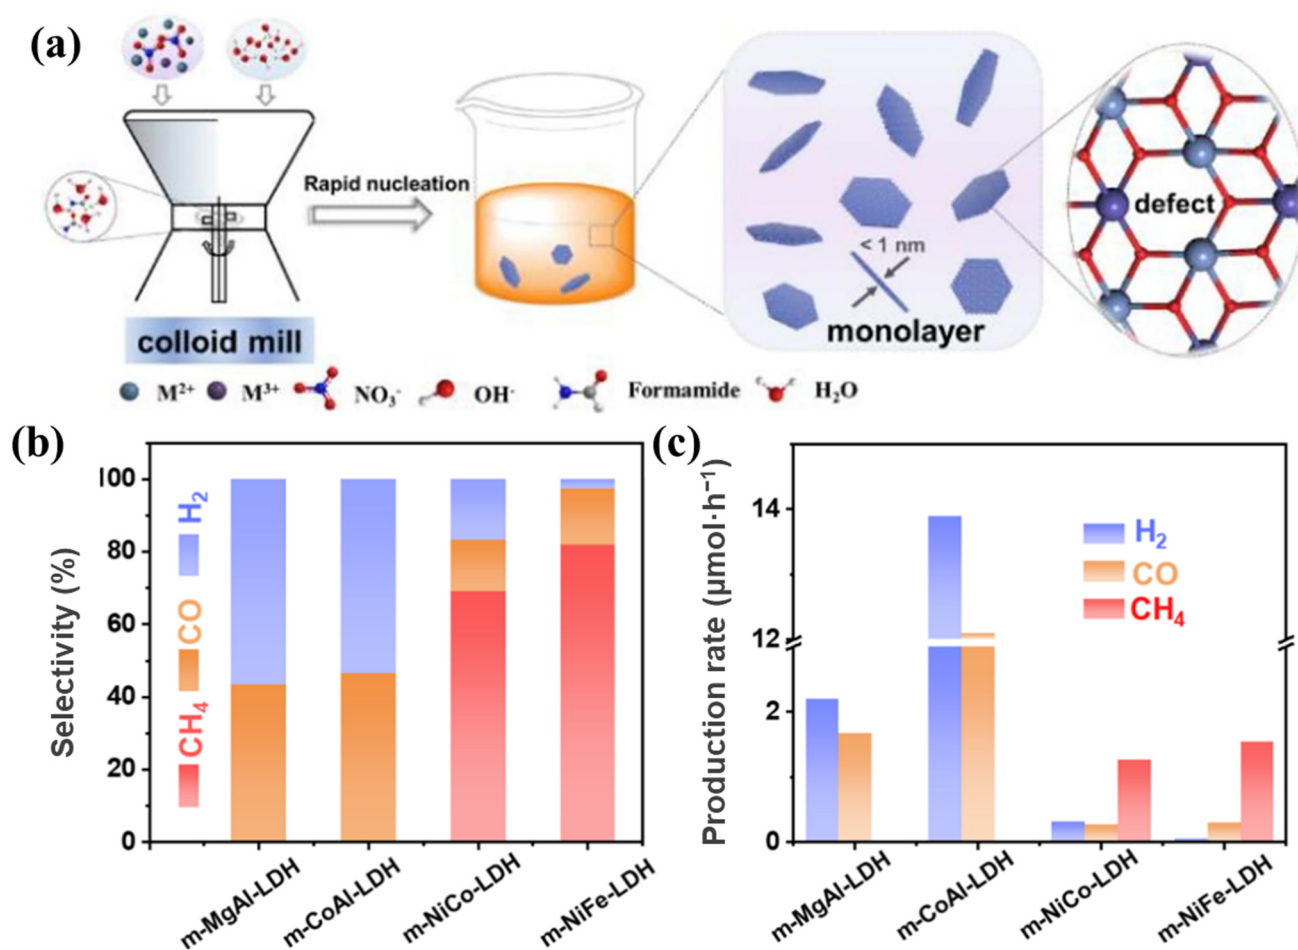 (a)
Rapid nucleation
colloid mill
< 1 nm
monolayer
defect
M²⁺ M³⁺ NO₃⁻ OH⁻ Formamide H₂O
(b)
Selectivity (%)
100
80
60
40
20
0
H₂
CO
CH₄
m-MgAl-LDH
m-CoAl-LDH
m-NiCo-LDH
m-NiFe-LDH
(c)
Production rate (μmol·h⁻¹)
14
12
2
0
H₂
CO
CH₄
m-MgAl-LDH
m-CoAl-LDH
m-NiCo-LDH
m-NiFe-LDH